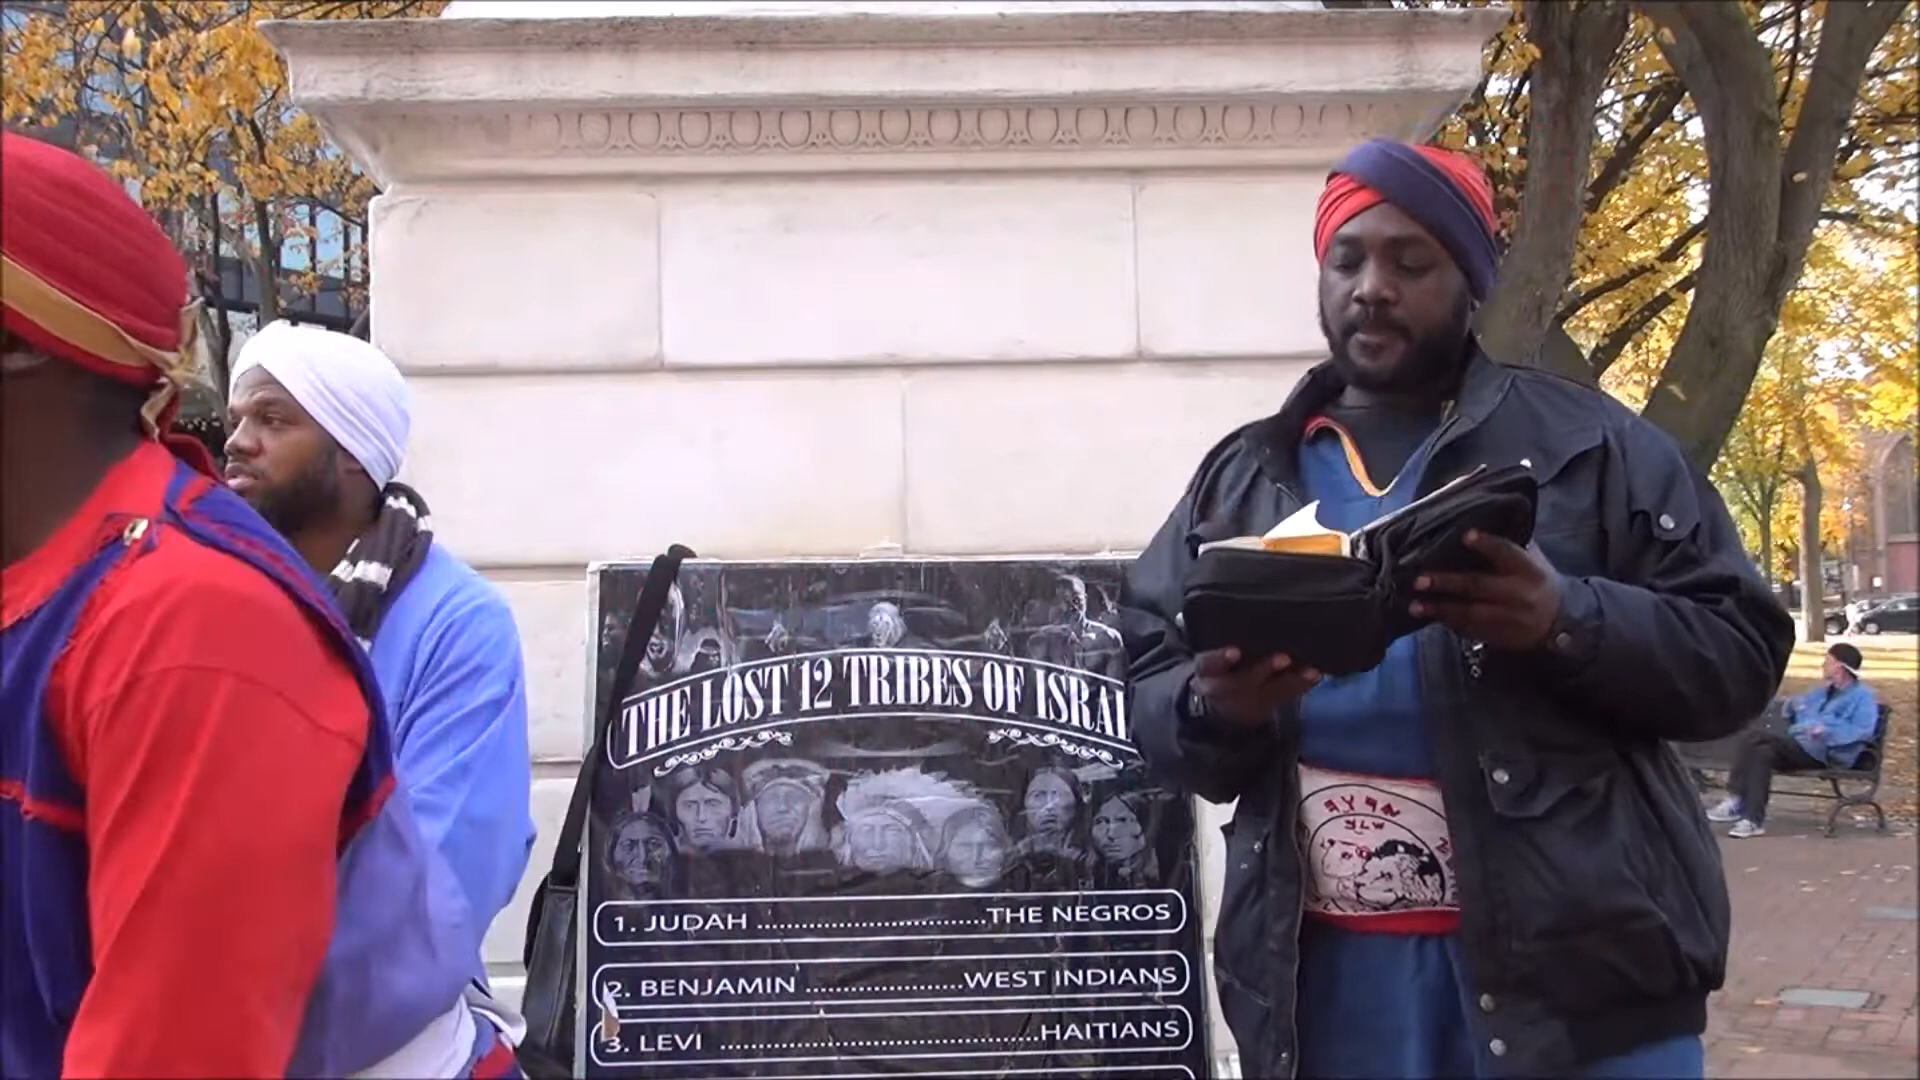 THE LOST 12 TRIBES OF ISRA
1. JUDAH ..............................THE NEGROS
2. BENJAMIN .....................WEST INDIANS
3. LEVI ........................................HAITIANS